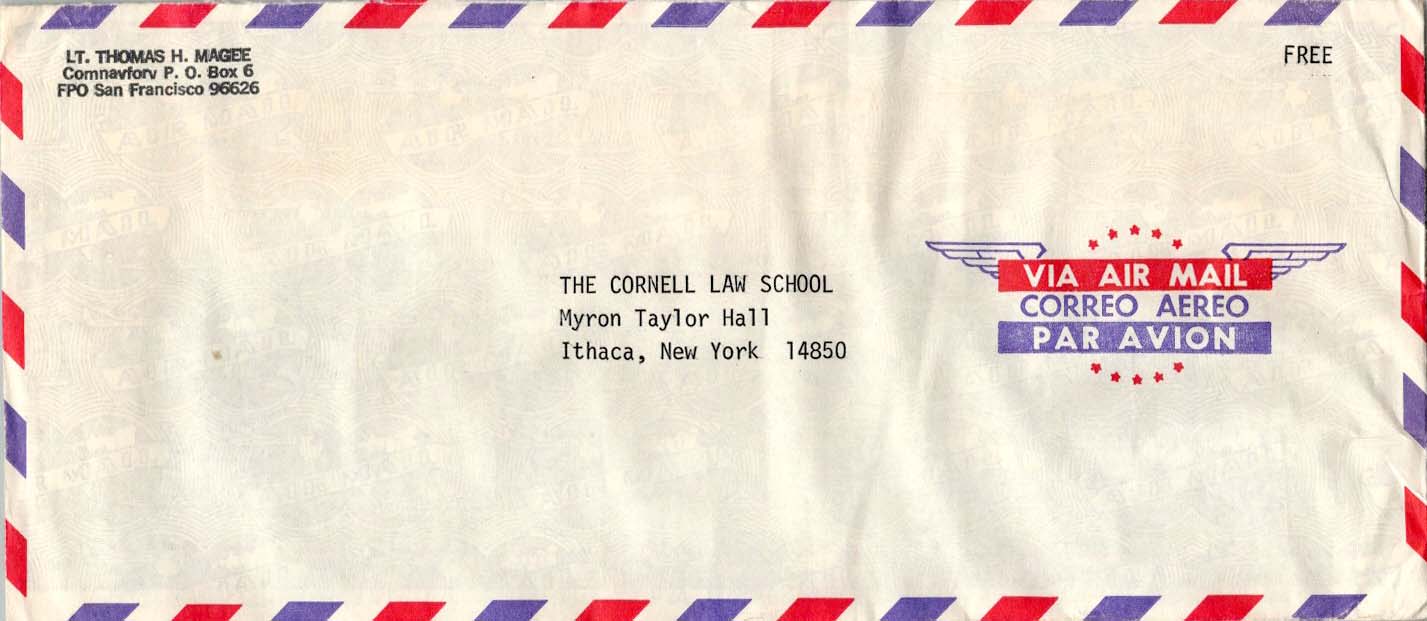 LT. THOMAS H. MAGEE
Comnavforv P. O. Box 6
FPO San Francisco 96626
FREE
THE CORNELL LAW SCHOOL
Myron Taylor Hall
Ithaca, New York 14850
VIA AIR MAIL
CORREO AEREO
PAR AVION